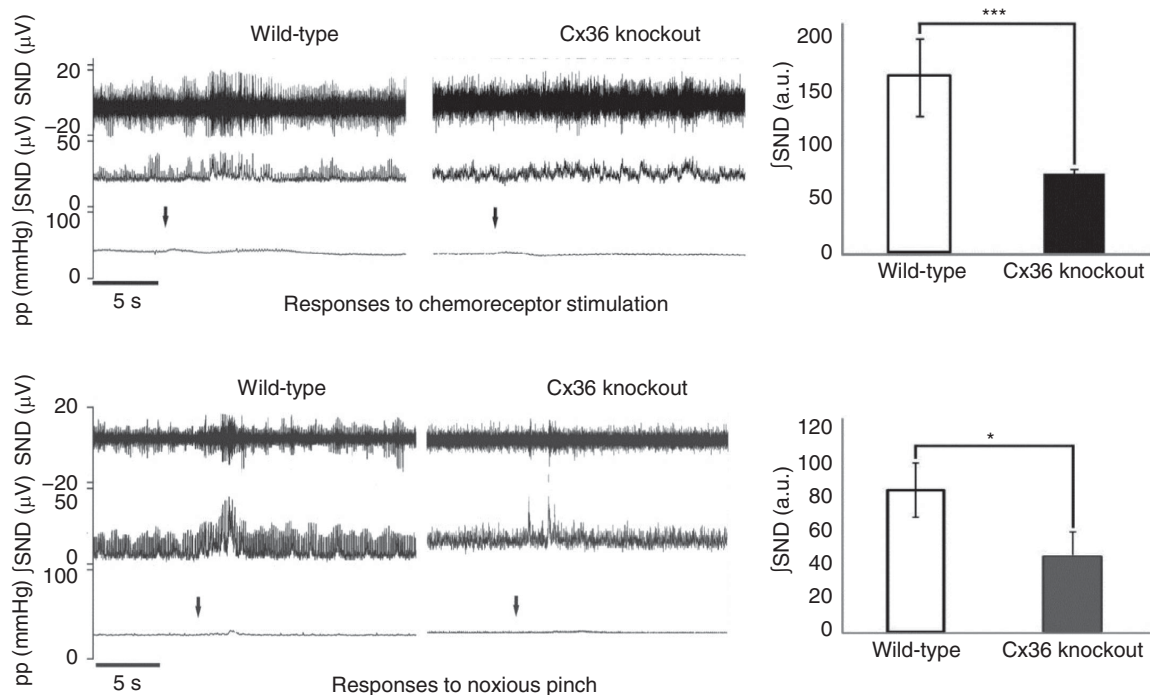 Wild-type
Cx36 knockout
pp (mmHg) ∫SND (μV) SND (μV)
20
−20
50
0
100
0
5 s
Responses to chemoreceptor stimulation
∫SND (a.u.)
200
150
100
50
0
***
Wild-type
Cx36 knockout
Wild-type
Cx36 knockout
pp (mmHg) ∫SND (μV) SND (μV)
20
−20
50
0
100
0
5 s
Responses to noxious pinch
∫SND (a.u.)
120
100
80
60
40
20
0
*
Wild-type
Cx36 knockout